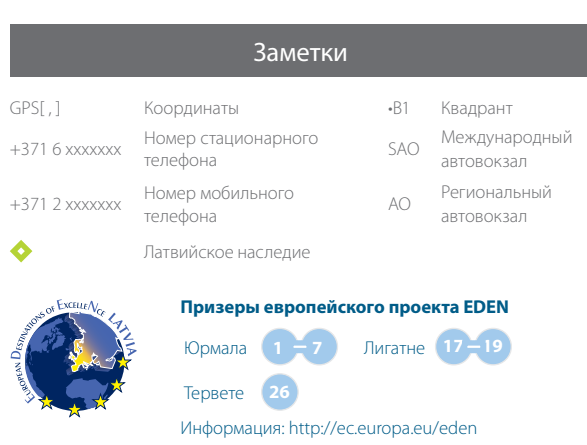 Заметки
GPS[ , ] Координаты •B1 Квадрант
+371 6 xxxxxxx Номер стационарного телефона SAO Международный автовокзал
+371 2 xxxxxxx Номер мобильного телефона AO Региональный автовокзал
Латвийское наследие
EUROPEAN DESTINATIONS OF EXCELLENCE LATVIA
Призеры европейского проекта EDEN
Юрмала 1 – 7 Лигатне 17 – 19
Тервете 26
Информация: http://ec.europa.eu/eden